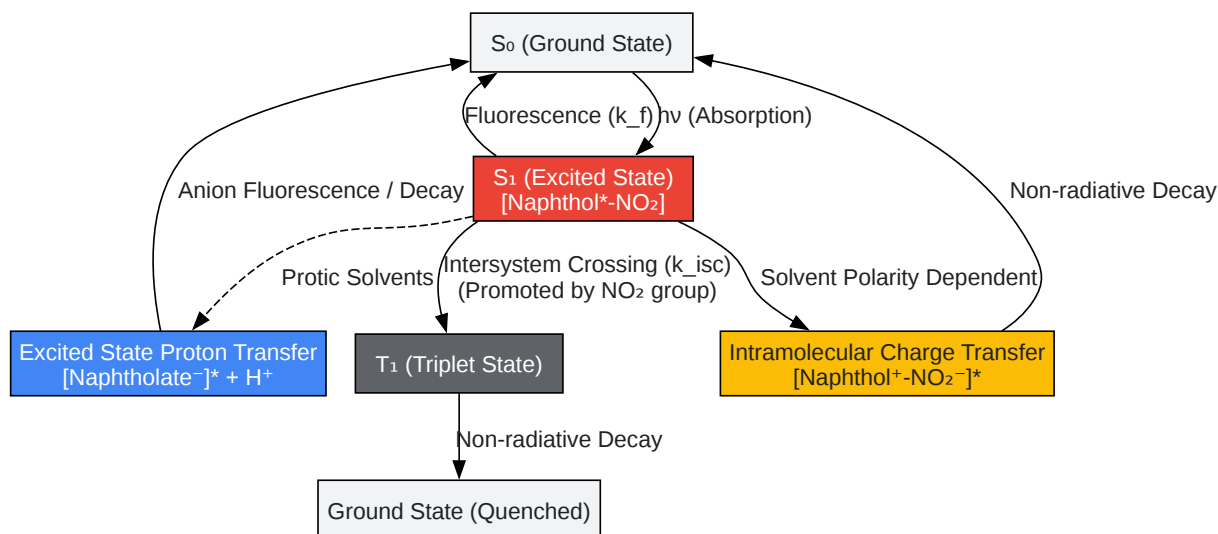 S₀ (Ground State)
Fluorescence (k_f)
hν (Absorption)
S₁ (Excited State)
[Naphthol*-NO₂]
Anion Fluorescence / Decay
Non-radiative Decay
Protic Solvents
Intersystem Crossing (k_isc)
(Promoted by NO₂ group)
Solvent Polarity Dependent
Excited State Proton Transfer
[Naphtholate⁻]* + H⁺
T₁ (Triplet State)
Intramolecular Charge Transfer
[Naphthol⁺-NO₂⁻]*
Non-radiative Decay
Ground State (Quenched)